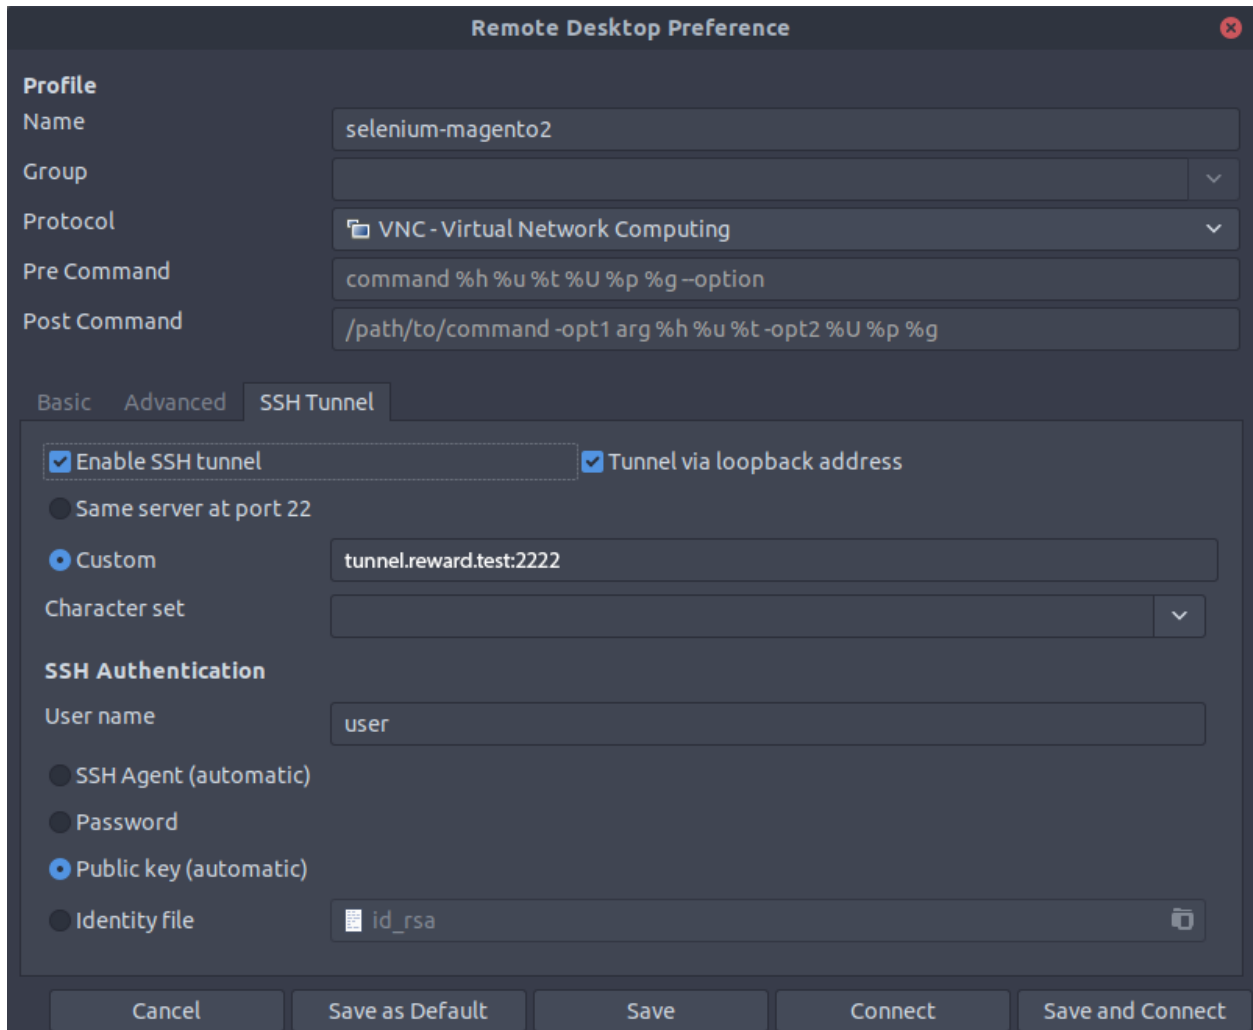 Remote Desktop Preference
Profile
Name
selenium-magento2
Group
Protocol
VNC - Virtual Network Computing
Pre Command
command %h %u %t %U %p %g --option
Post Command
/path/to/command -opt1 arg %h %u %t -opt2 %U %p %g
Basic Advanced SSH Tunnel
Enable SSH tunnel Tunnel via loopback address
Same server at port 22
Custom
tunnel.reward.test:2222
Character set
SSH Authentication
User name
user
SSH Agent (automatic)
Password
Public key (automatic)
Identity file
id_rsa
Cancel Save as Default Save Connect Save and Connect